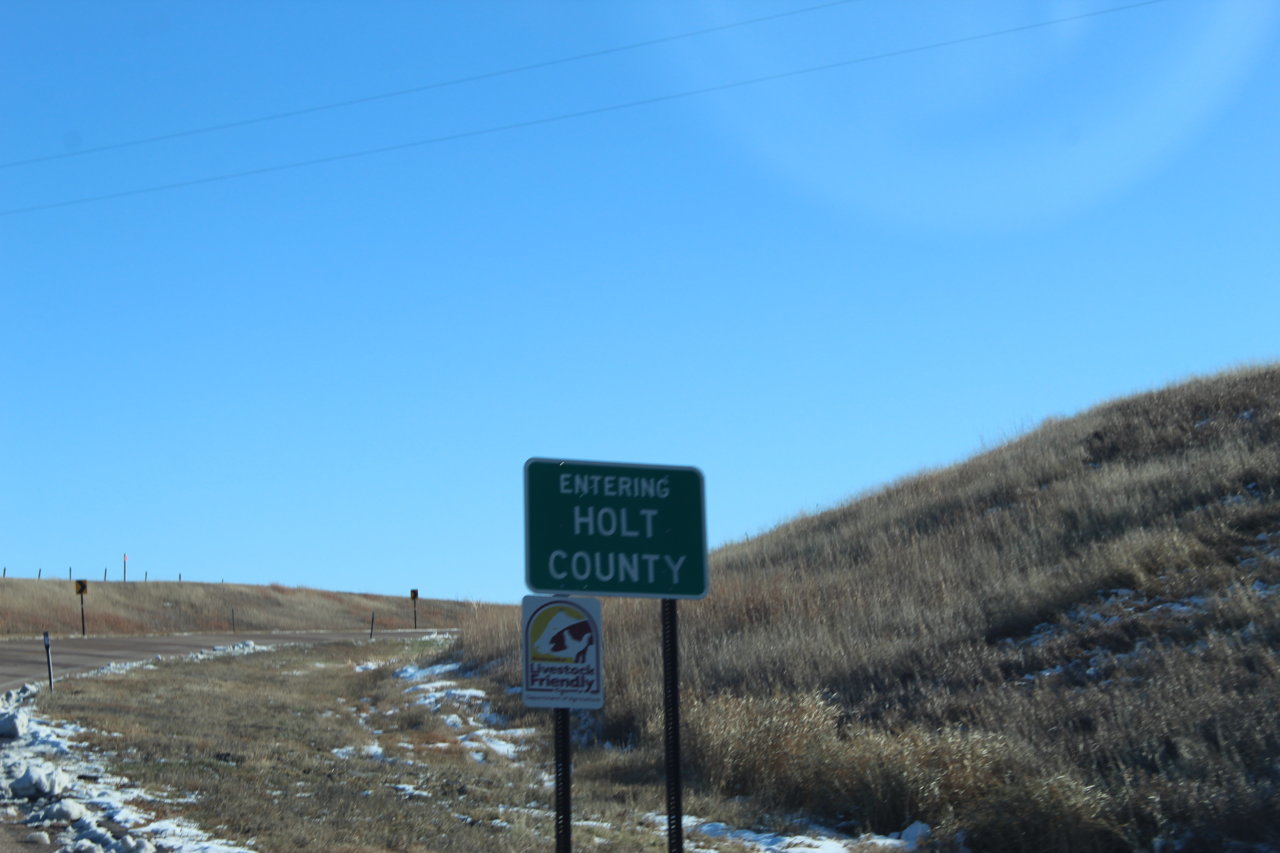 ENTERING
HOLT
COUNTY
Livestock
Friendly